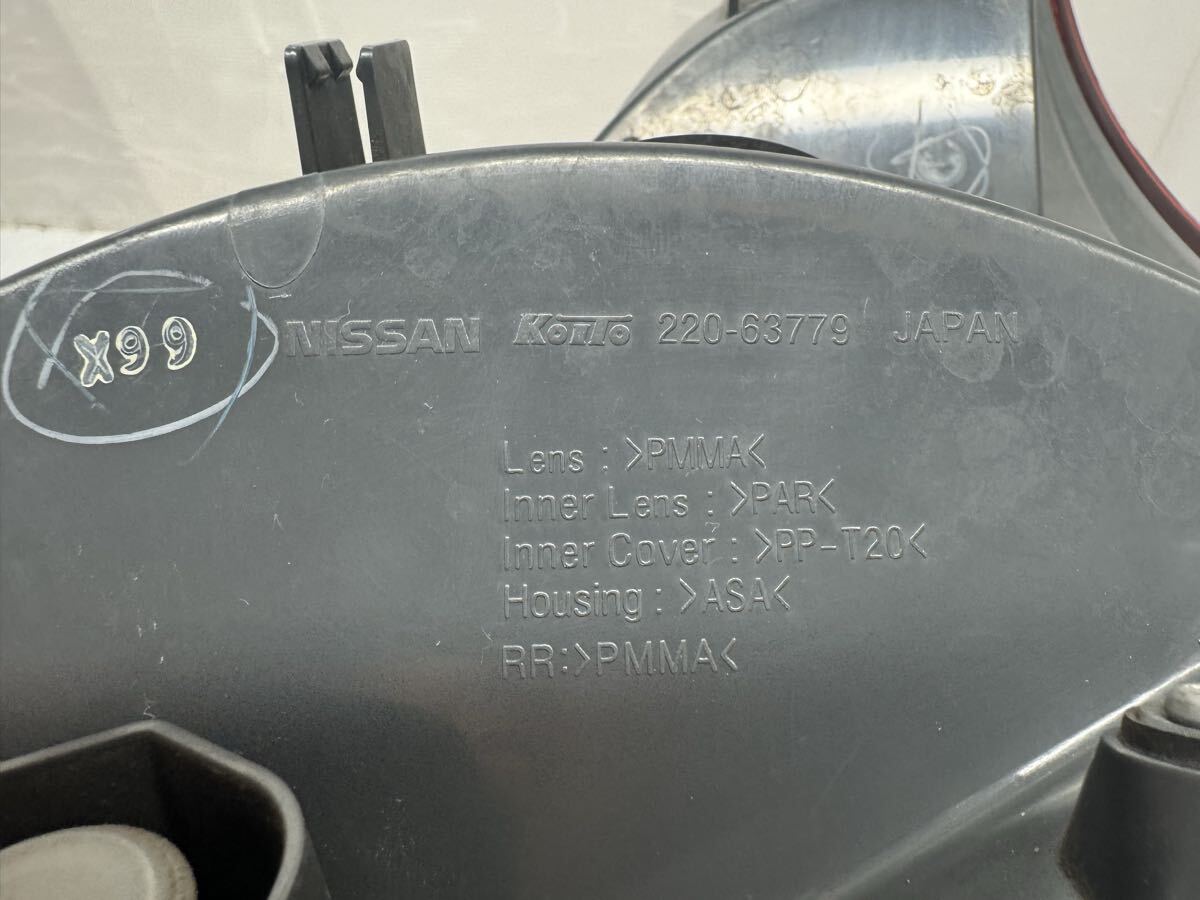 X99 NISSAN KOITO 220-63779 JAPAN
Lens : >PMMA<
Inner Lens : >PAR<
Inner Cover : >PP-T20<
Housing : >ASA<
RR:>PMMA<